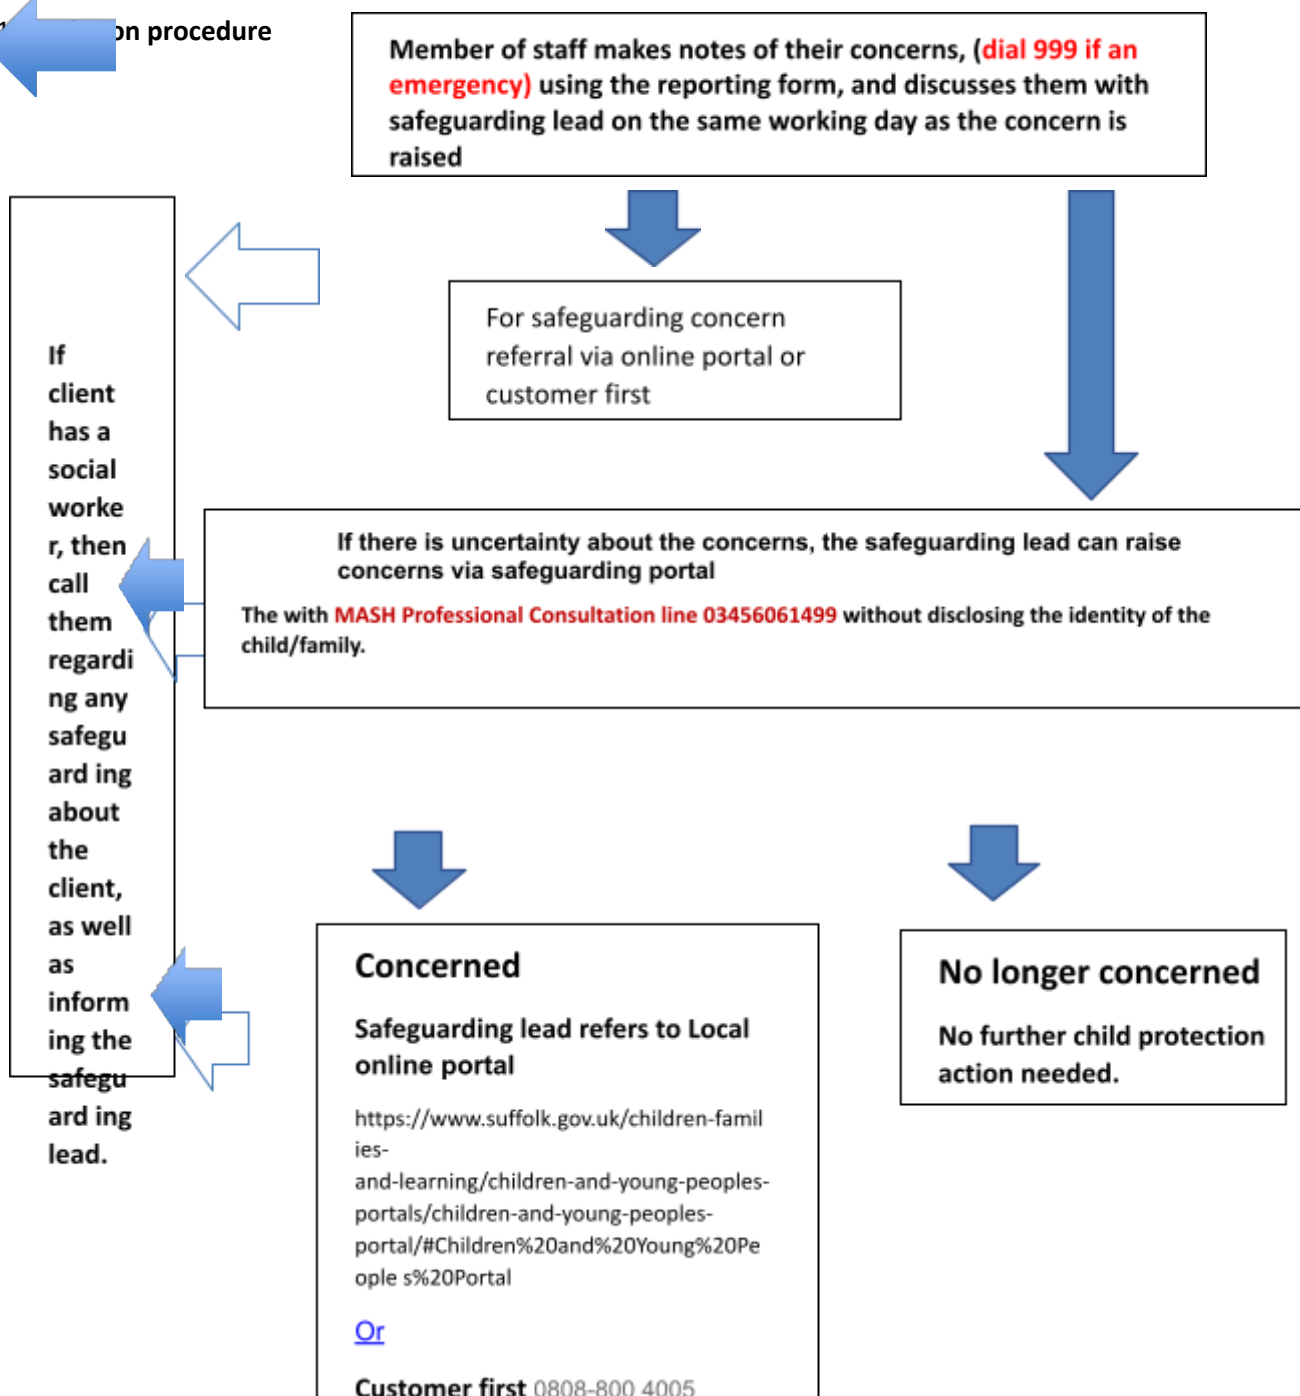 on procedure
Member of staff makes notes of their concerns, (dial 999 if an
emergency) using the reporting form, and discusses them with
safeguarding lead on the same working day as the concern is
raised
For safeguarding concern
referral via online portal or
customer first
If
client
has a
social
worke
r, then
call
them
regardi
ng any
safegu
ard ing
about
the
client,
as well
as
inform
ing the
safegu
ard ing
lead.
If there is uncertainty about the concerns, the safeguarding lead can raise
concerns via safeguarding portal
The with MASH Professional Consultation line 03456061499 without disclosing the identity of the
child/family.
Concerned
Safeguarding lead refers to Local
online portal
https://www.suffolk.gov.uk/children-famil
ies-
and-learning/children-and-young-peoples-
portals/children-and-young-peoples-
portal/#Children%20and%20Young%20Pe
ople s%20Portal
Or
Customer first 0808-800 4005
No longer concerned
No further child protection
action needed.